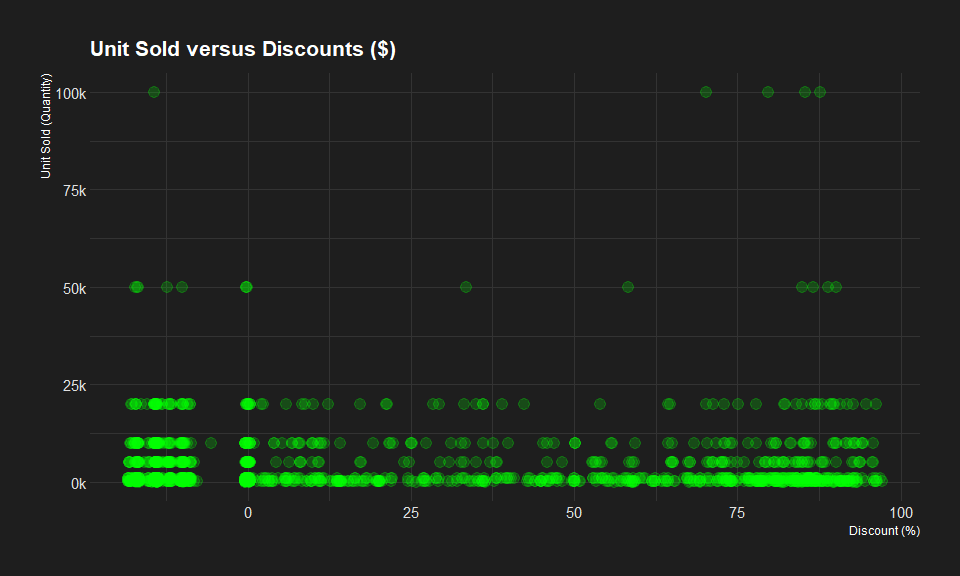 Unit Sold versus Discounts ($)
Unit Sold (Quantity)
100k
75k
50k
25k
0k
0 25 50 75 100
Discount (%)